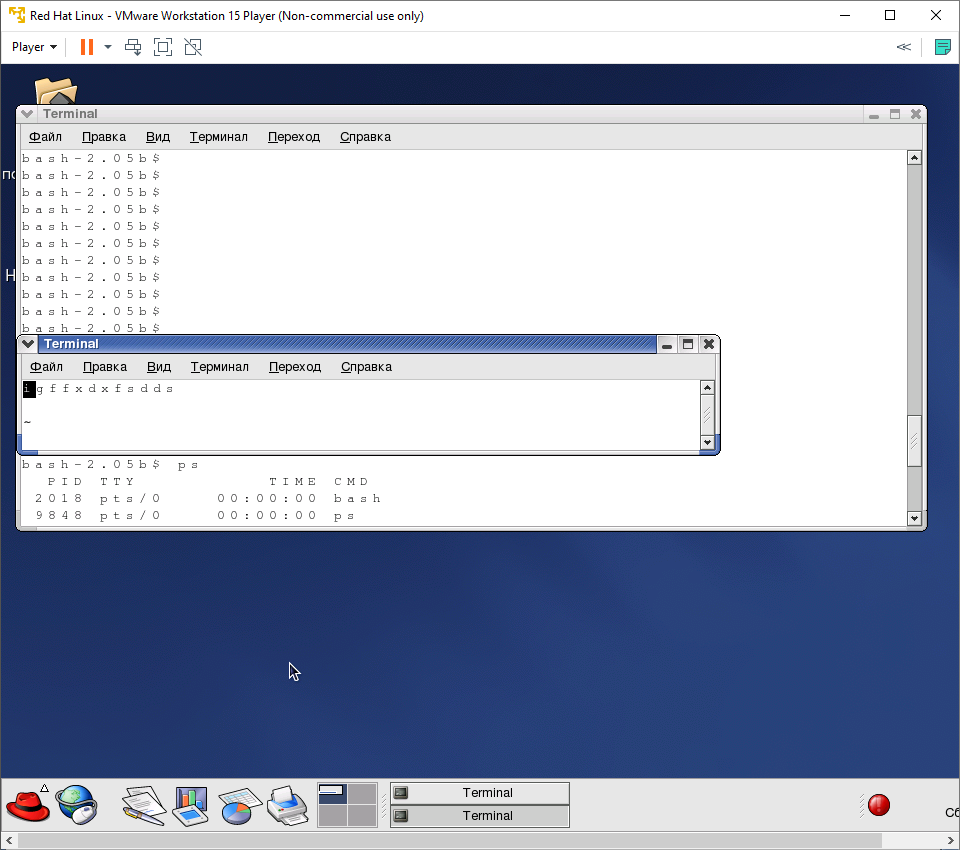 Red Hat Linux - VMware Workstation 15 Player (Non-commercial use only)
Player
Terminal
Файл Правка Вид Терминал Переход Справка
bash-2.05b$
bash-2.05b$
bash-2.05b$
bash-2.05b$
bash-2.05b$
bash-2.05b$
bash-2.05b$
bash-2.05b$
bash-2.05b$
bash-2.05b$
bash-2.05b$
Terminal
Файл Правка Вид Терминал Переход Справка
igffxdxfsdds
~
bash-2.05b$ ps
PID TTY TIME CMD
2018 pts/0 00:00:00 bash
9848 pts/0 00:00:00 ps
Terminal
Terminal